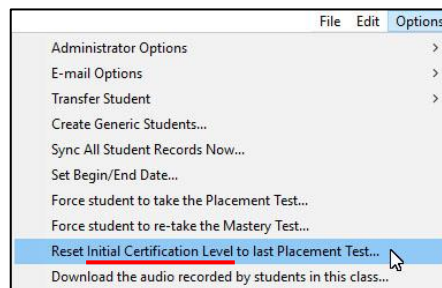 File Edit Options
Administrator Options >
E-mail Options >
Transfer Student >
Create Generic Students...
Sync All Student Records Now...
Set Begin/End Date...
Force student to take the Placement Test...
Force student to re-take the Mastery Test...
Reset Initial Certification Level to last Placement Test...
Download the audio recorded by students in this class...